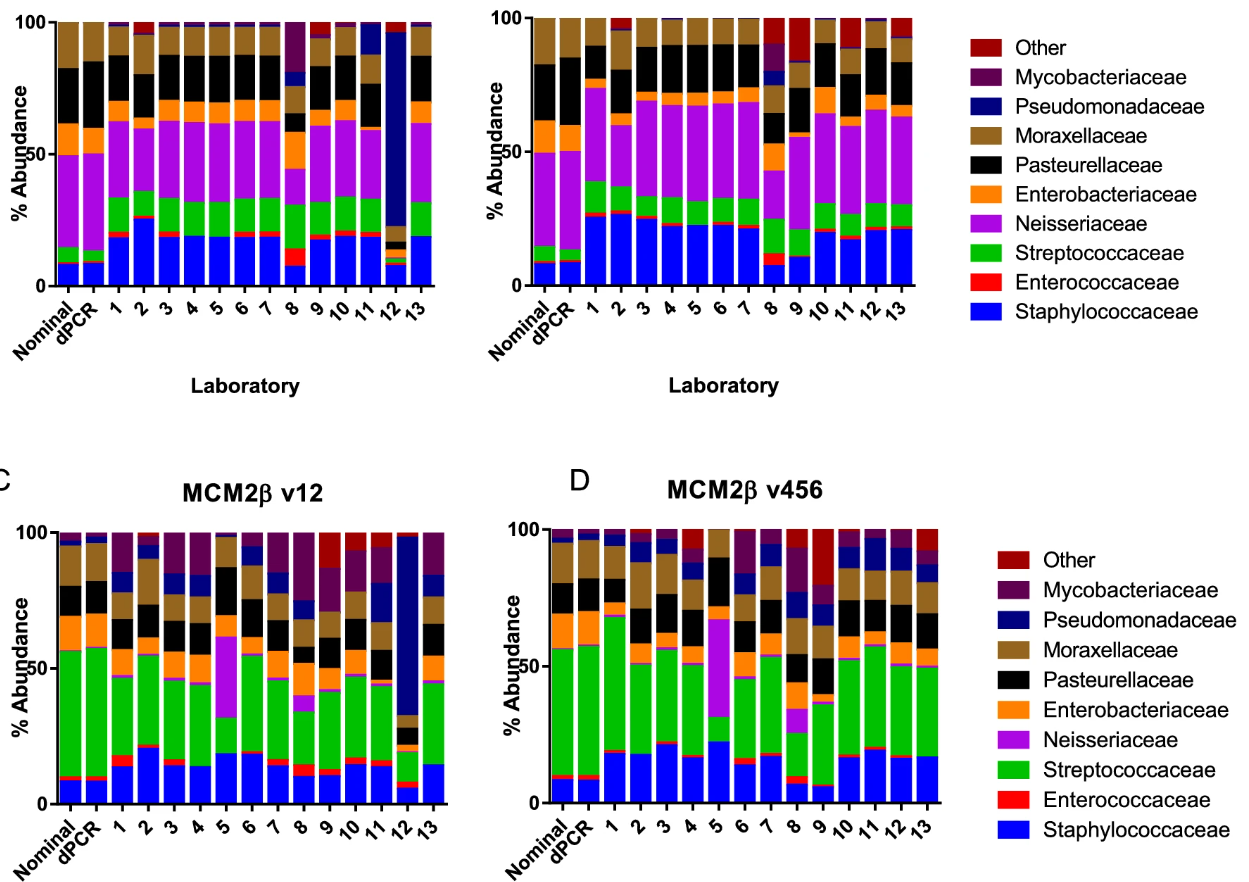 100
50
0
% Abundance
Nominal
dPCR
1
2
3
4
5
6
7
8
9
10
11
12
13
Laboratory
100
50
0
% Abundance
Nominal
dPCR
1
2
3
4
5
6
7
8
9
10
11
12
13
Laboratory
Other
Mycobacteriaceae
Pseudomonadaceae
Moraxellaceae
Pasteurellaceae
Enterobacteriaceae
Neisseriaceae
Streptococcaceae
Enterococcaceae
Staphylococcaceae
C
MCM2β v12
100
50
0
% Abundance
Nominal
dPCR
1
2
3
4
5
6
7
8
9
10
11
12
13
D
MCM2β v456
100
50
0
% Abundance
Nominal
dPCR
1
2
3
4
5
6
7
8
9
10
11
12
13
Other
Mycobacteriaceae
Pseudomonadaceae
Moraxellaceae
Pasteurellaceae
Enterobacteriaceae
Neisseriaceae
Streptococcaceae
Enterococcaceae
Staphylococcaceae